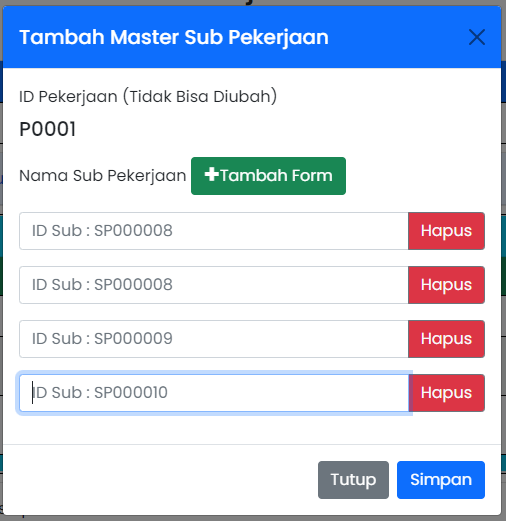 Tambah Master Sub Pekerjaan
ID Pekerjaan (Tidak Bisa Diubah)
P0001
Nama Sub Pekerjaan +Tambah Form
ID Sub : SP000008 Hapus
ID Sub : SP000008 Hapus
ID Sub : SP000009 Hapus
ID Sub : SP000010 Hapus
Tutup Simpan